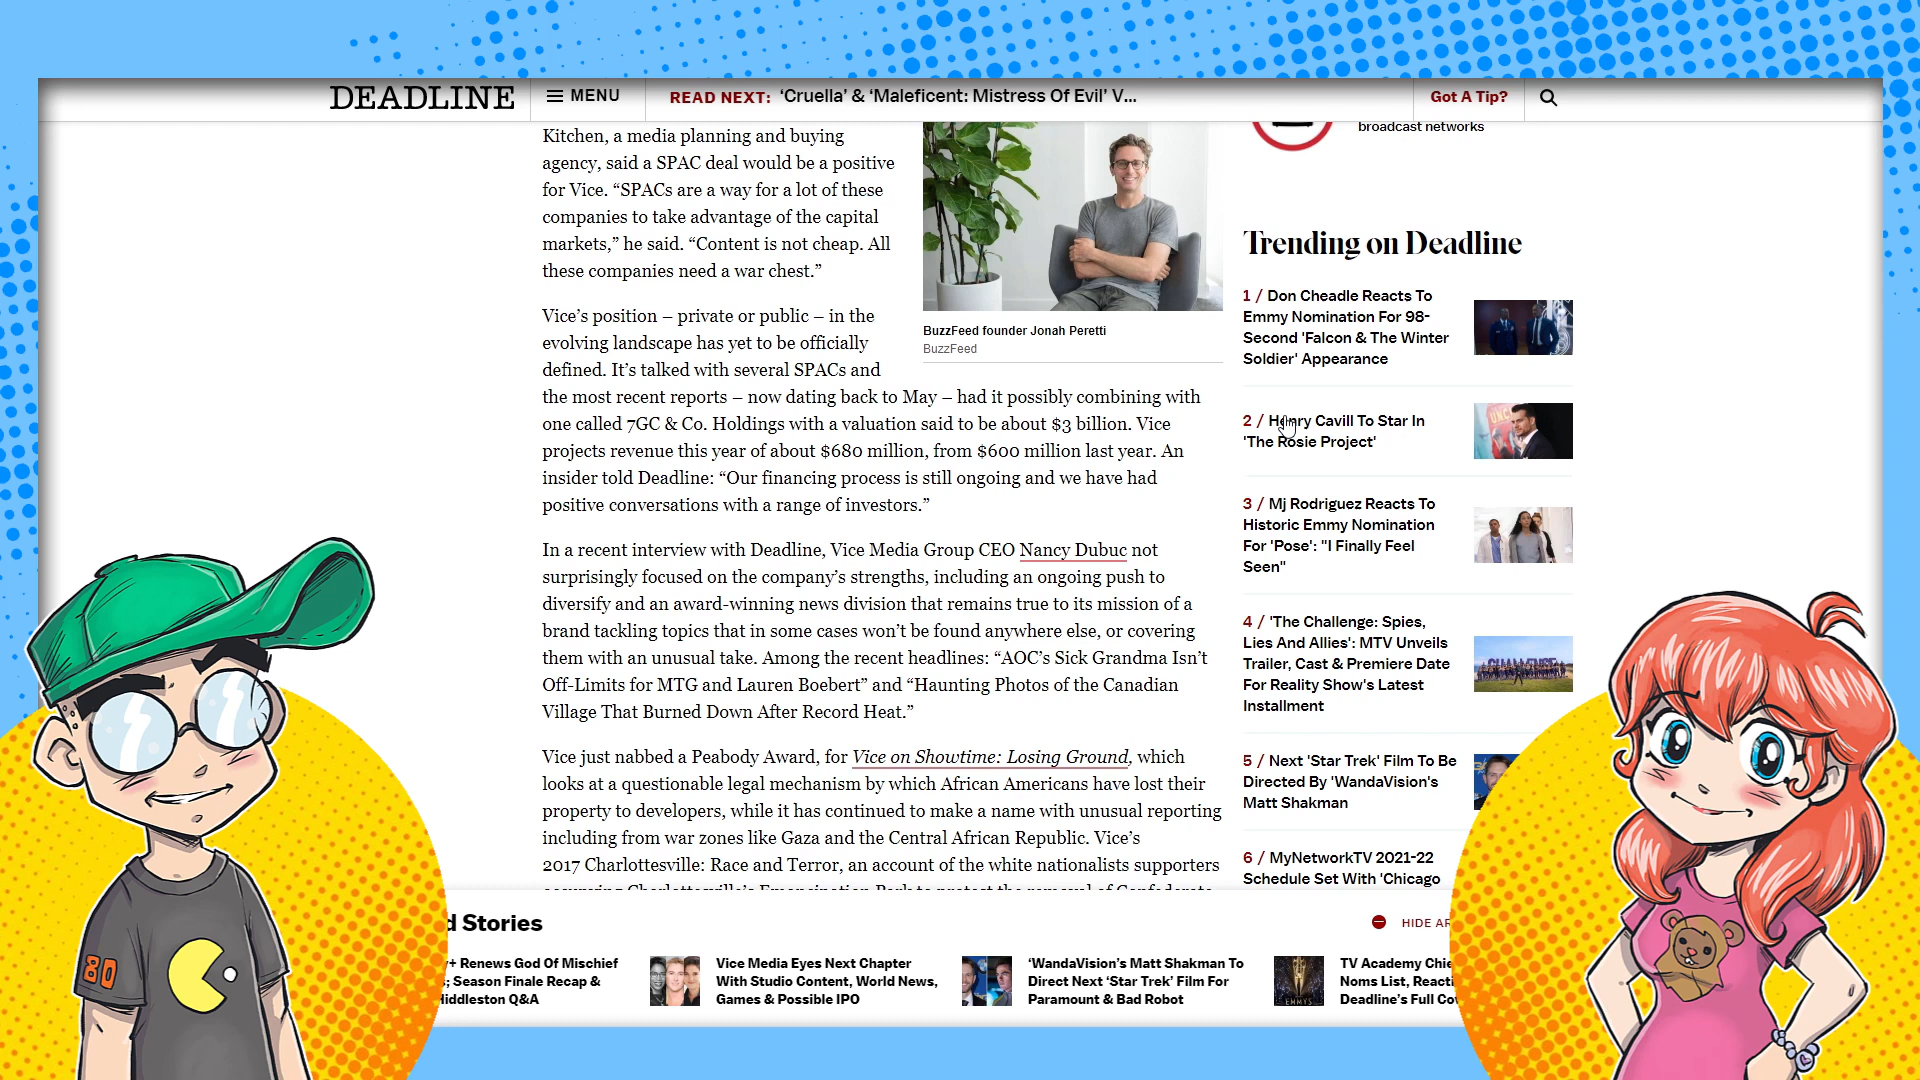 DEADLINE
MENU
READ NEXT: ‘Cruella’ & ‘Maleficent: Mistress Of Evil’ V...
Got A Tip?
Kitchen, a media planning and buying
agency, said a SPAC deal would be a positive
for Vice. “SPACs are a way for a lot of these
companies to take advantage of the capital
markets,” he said. “Content is not cheap. All
these companies need a war chest.”
BuzzFeed founder Jonah Peretti
BuzzFeed
Vice’s position – private or public – in the
evolving landscape has yet to be officially
defined. It’s talked with several SPACs and
the most recent reports – now dating back to May – had it possibly combining with
one called 7GC & Co. Holdings with a valuation said to be about $3 billion. Vice
projects revenue this year of about $680 million, from $600 million last year. An
insider told Deadline: “Our financing process is still ongoing and we have had
positive conversations with a range of investors.”
In a recent interview with Deadline, Vice Media Group CEO Nancy Dubuc not
surprisingly focused on the company’s strengths, including an ongoing push to
diversify and an award-winning news division that remains true to its mission of a
brand tackling topics that in some cases won’t be found anywhere else, or covering
them with an unusual take. Among the recent headlines: “AOC’s Sick Grandma Isn’t
Off-Limits for MTG and Lauren Boebert” and “Haunting Photos of the Canadian
Village That Burned Down After Record Heat.”
Vice just nabbed a Peabody Award, for Vice on Showtime: Losing Ground, which
looks at a questionable legal mechanism by which African Americans have lost their
property to developers, while it has continued to make a name with unusual reporting
including from war zones like Gaza and the Central African Republic. Vice’s
2017 Charlottesville: Race and Terror, an account of the white nationalists supporters
broadcast networks
Trending on Deadline
1 / Don Cheadle Reacts To
Emmy Nomination For 98-
Second 'Falcon & The Winter
Soldier' Appearance
2 / Henry Cavill To Star In
'The Rosie Project'
3 / Mj Rodriguez Reacts To
Historic Emmy Nomination
For 'Pose': "I Finally Feel
Seen"
4 / 'The Challenge: Spies,
Lies And Allies': MTV Unveils
Trailer, Cast & Premiere Date
For Reality Show's Latest
Installment
5 / Next 'Star Trek' Film To Be
Directed By 'WandaVision's
Matt Shakman
6 / MyNetworkTV 2021-22
Schedule Set With 'Chicago
d Stories
HIDE AR
+ Renews God Of Mischief
; Season Finale Recap &
iddleston Q&A
Vice Media Eyes Next Chapter
With Studio Content, World News,
Games & Possible IPO
‘WandaVision’s Matt Shakman To
Direct Next ‘Star Trek’ Film For
Paramount & Bad Robot
TV Academy Chie
Noms List, Reacti
Deadline’s Full Co
80